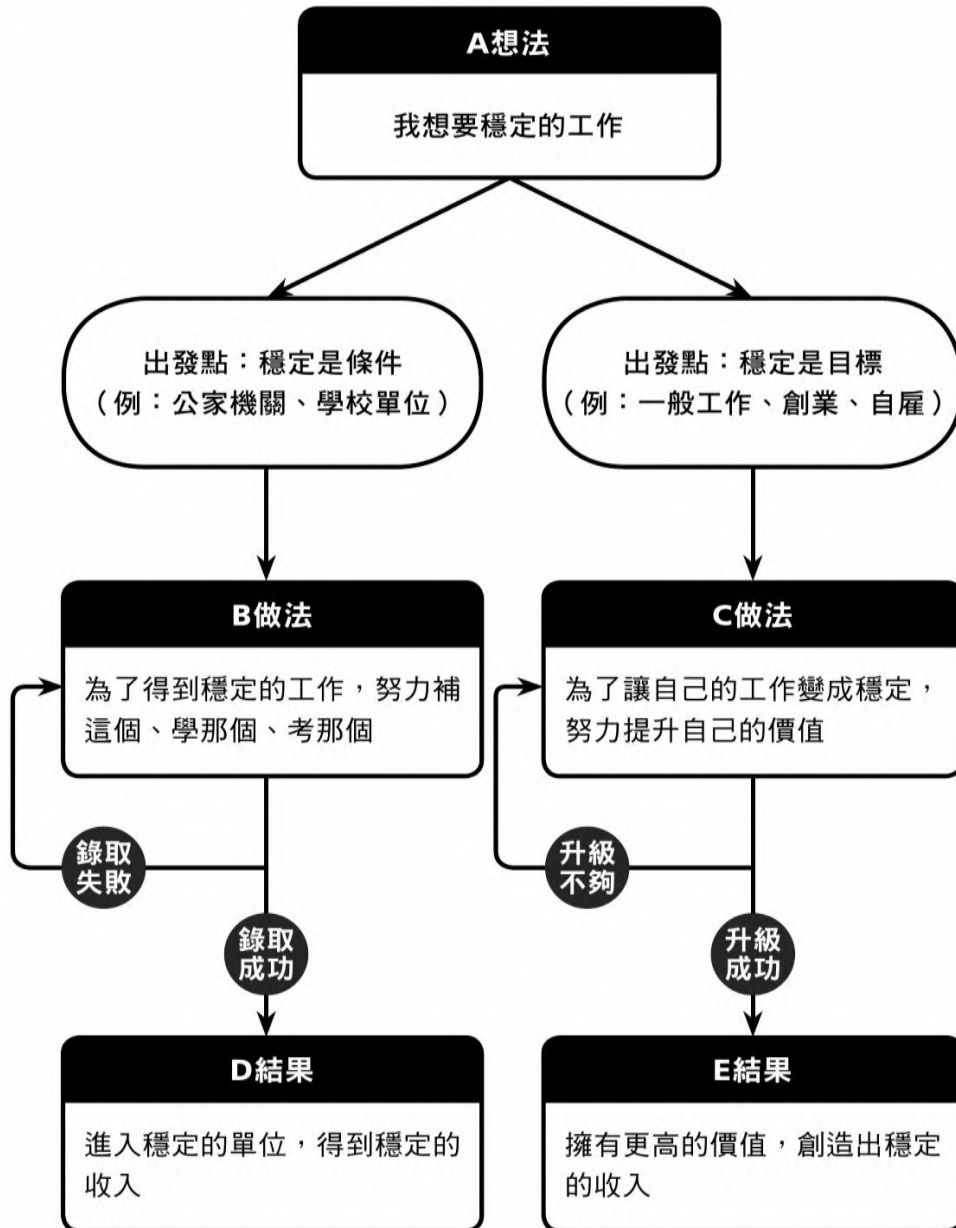 A想法
我想要穩定的工作
出發點：穩定是條件
（例：公家機關、學校單位）
出發點：穩定是目標
（例：一般工作、創業、自雇）
B做法
為了得到穩定的工作，努力補
這個、學那個、考那個
C做法
為了讓自己的工作變成穩定，
努力提升自己的價值
錄取
失敗
升級
不夠
錄取
成功
升級
成功
D結果
進入穩定的單位，得到穩定的
收入
E結果
擁有更高的價值，創造出穩定
的收入